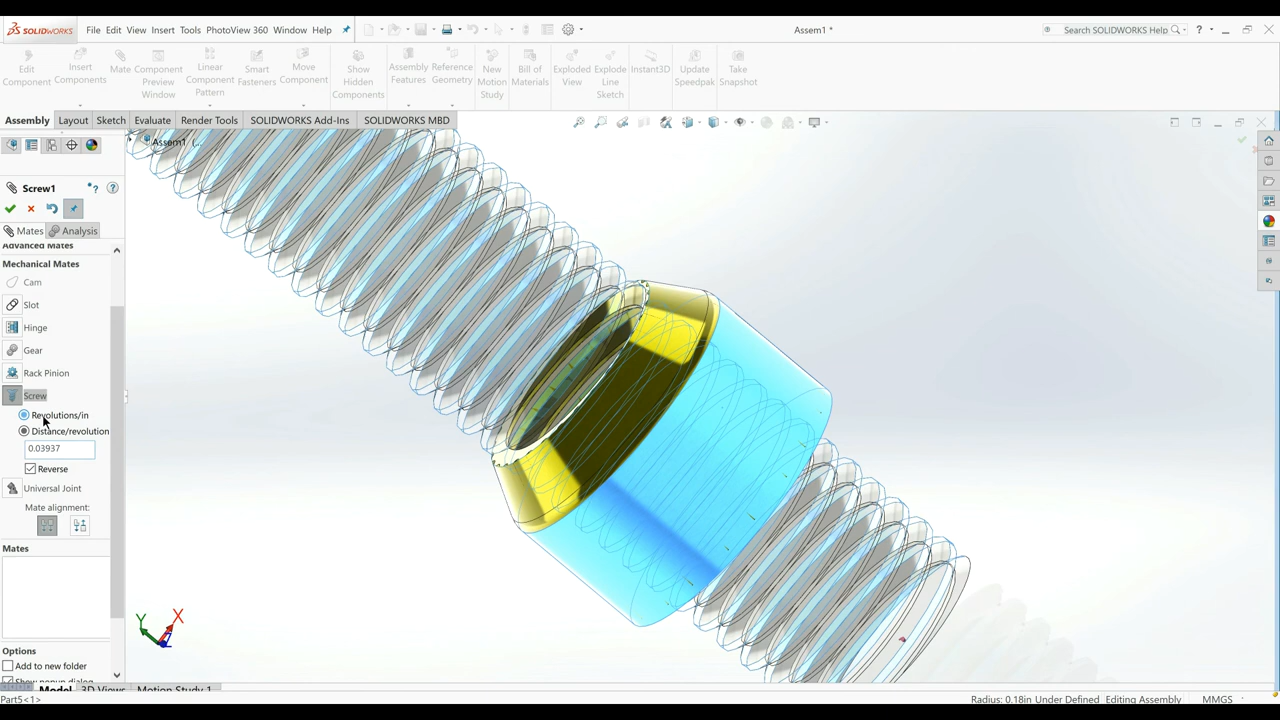 SOLIDWORKS File Edit View Insert Tools PhotoView 360 Window Help Assem1 * Search SOLIDWORKS Help ?
Edit Component
Insert Components
Mate
Component Preview Window
Linear Component Pattern
Smart Fasteners
Move Component
Show Hidden Components
Assembly Features
Reference Geometry
New Motion Study
Bill of Materials
Exploded View
Explode Line Sketch
Instant3D
Update Speedpak
Take Snapshot
Assembly Layout Sketch Evaluate Render Tools SOLIDWORKS Add-Ins SOLIDWORKS MBD
Assem1 (...
Screw1
Mates Analysis
Advanced Mates
Mechanical Mates
Cam
Slot
Hinge
Gear
Rack Pinion
Screw
Revolutions/in
Distance/revolution
0.03937
Reverse
Universal Joint
Mate alignment:
Mates
Y X Z
Options
Add to new folder
Show popup dialog
Model 3D Views Motion Study 1
Part5<1> Radius: 0.18in Under Defined Editing Assembly MMGS